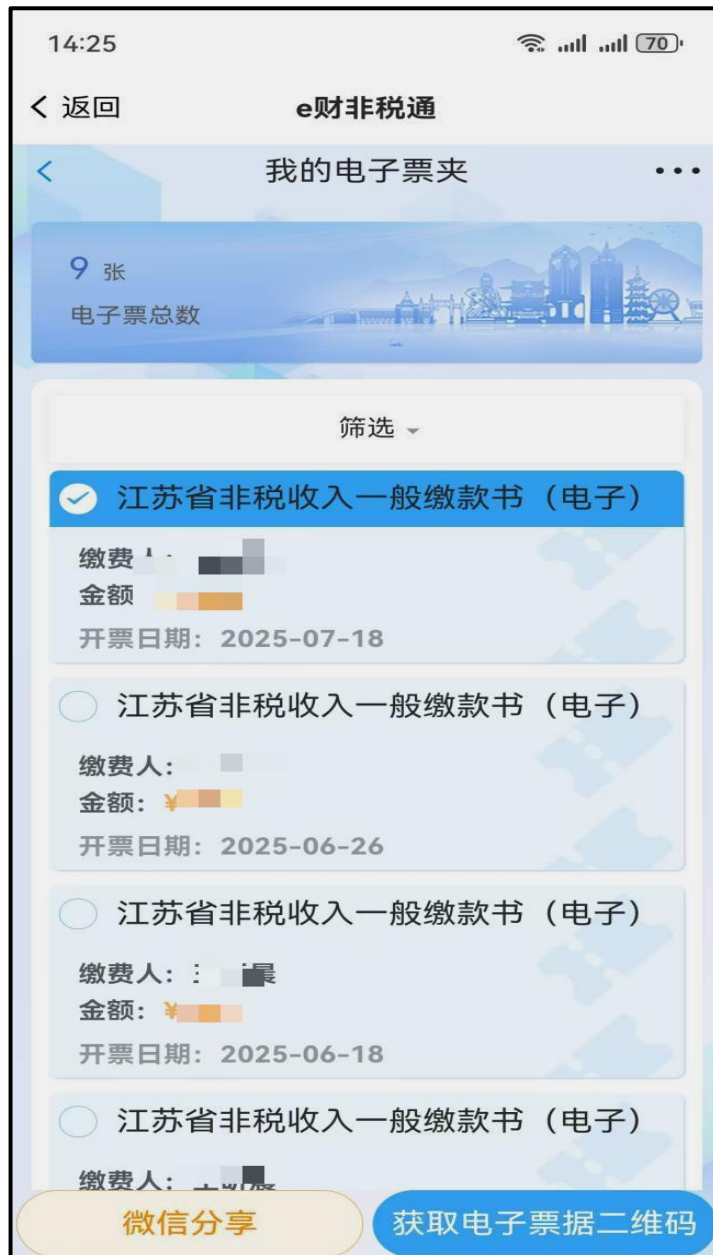 14:25
70
返回
e财非税通
我的电子票夹
9 张
电子票总数
筛选
江苏省非税收入一般缴款书（电子）
缴费人:
金额
开票日期: 2025-07-18
江苏省非税收入一般缴款书（电子）
缴费人:
金额: ¥
开票日期: 2025-06-26
江苏省非税收入一般缴款书（电子）
缴费人:
金额: ¥
开票日期: 2025-06-18
江苏省非税收入一般缴款书（电子）
缴费人:
微信分享
获取电子票据二维码